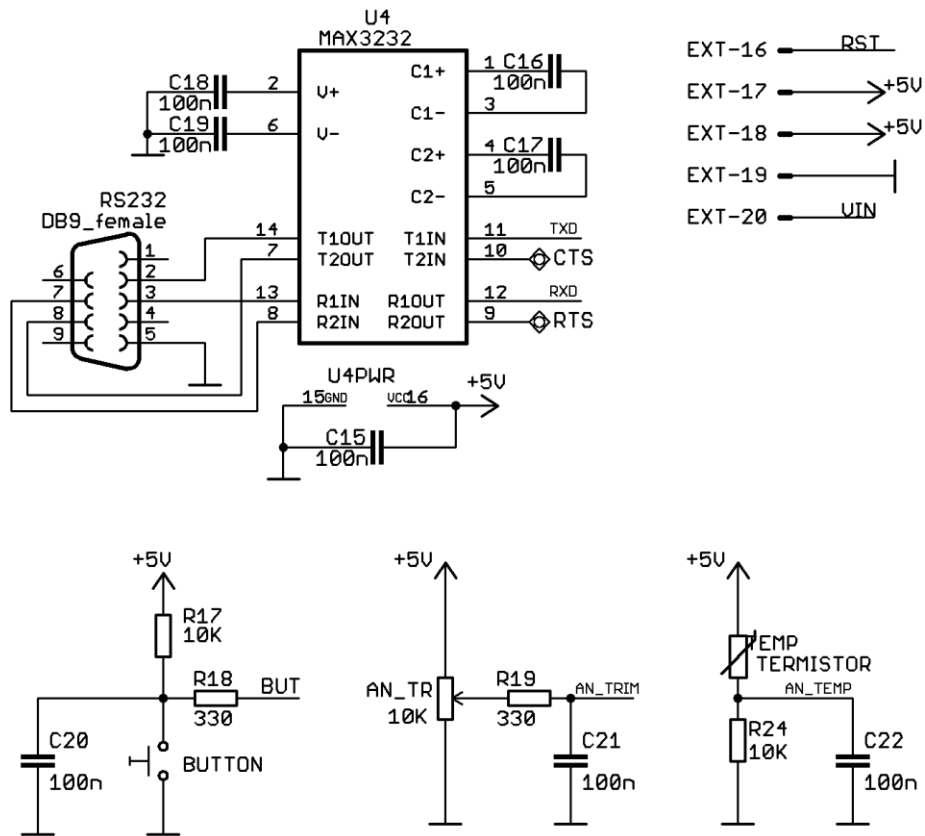 U4
MAX3232
C18
100n
2
V+
C19
100n
6
V-
C1+
1
C16
100n
C1-
3
C2+
4
C17
100n
C2-
5
RS232
DB9_female
14
T1OUT
7
T2OUT
13
R1IN
8
R2IN
T1IN
11
TXD
T2IN
10
CTS
R1OUT
12
RXD
R2OUT
9
RTS
1
6
2
7
3
8
4
9
5
U4PWR
15
GND
VCC
16
+5V
C15
100n
EXT-16
RST
EXT-17
+5V
EXT-18
+5V
EXT-19
EXT-20
VIN
+5V
R17
10K
R18
330
BUT
C20
100n
BUTTON
+5V
AN_TR
10K
R19
330
AN_TRIM
C21
100n
+5V
TEMP
TERMISTOR
AN_TEMP
R24
10K
C22
100n